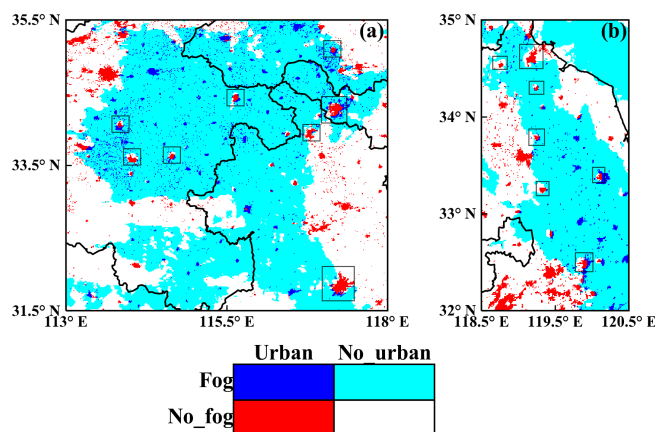 35.5° N
(a)
33.5° N
31.5° N
113° E
115.5° E
118° E
35° N
(b)
34° N
33° N
32° N
118.5° E
119.5° E
120.5° E
Urban No_urban
Fog
No_fog